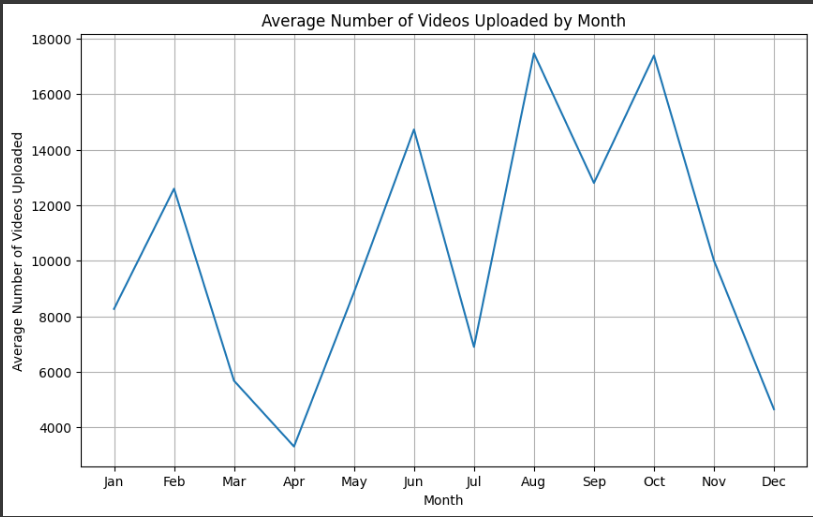 Average Number of Videos Uploaded by Month
18000
16000
14000
12000
10000
8000
6000
4000
Average Number of Videos Uploaded
Jan Feb Mar Apr May Jun Jul Aug Sep Oct Nov Dec
Month